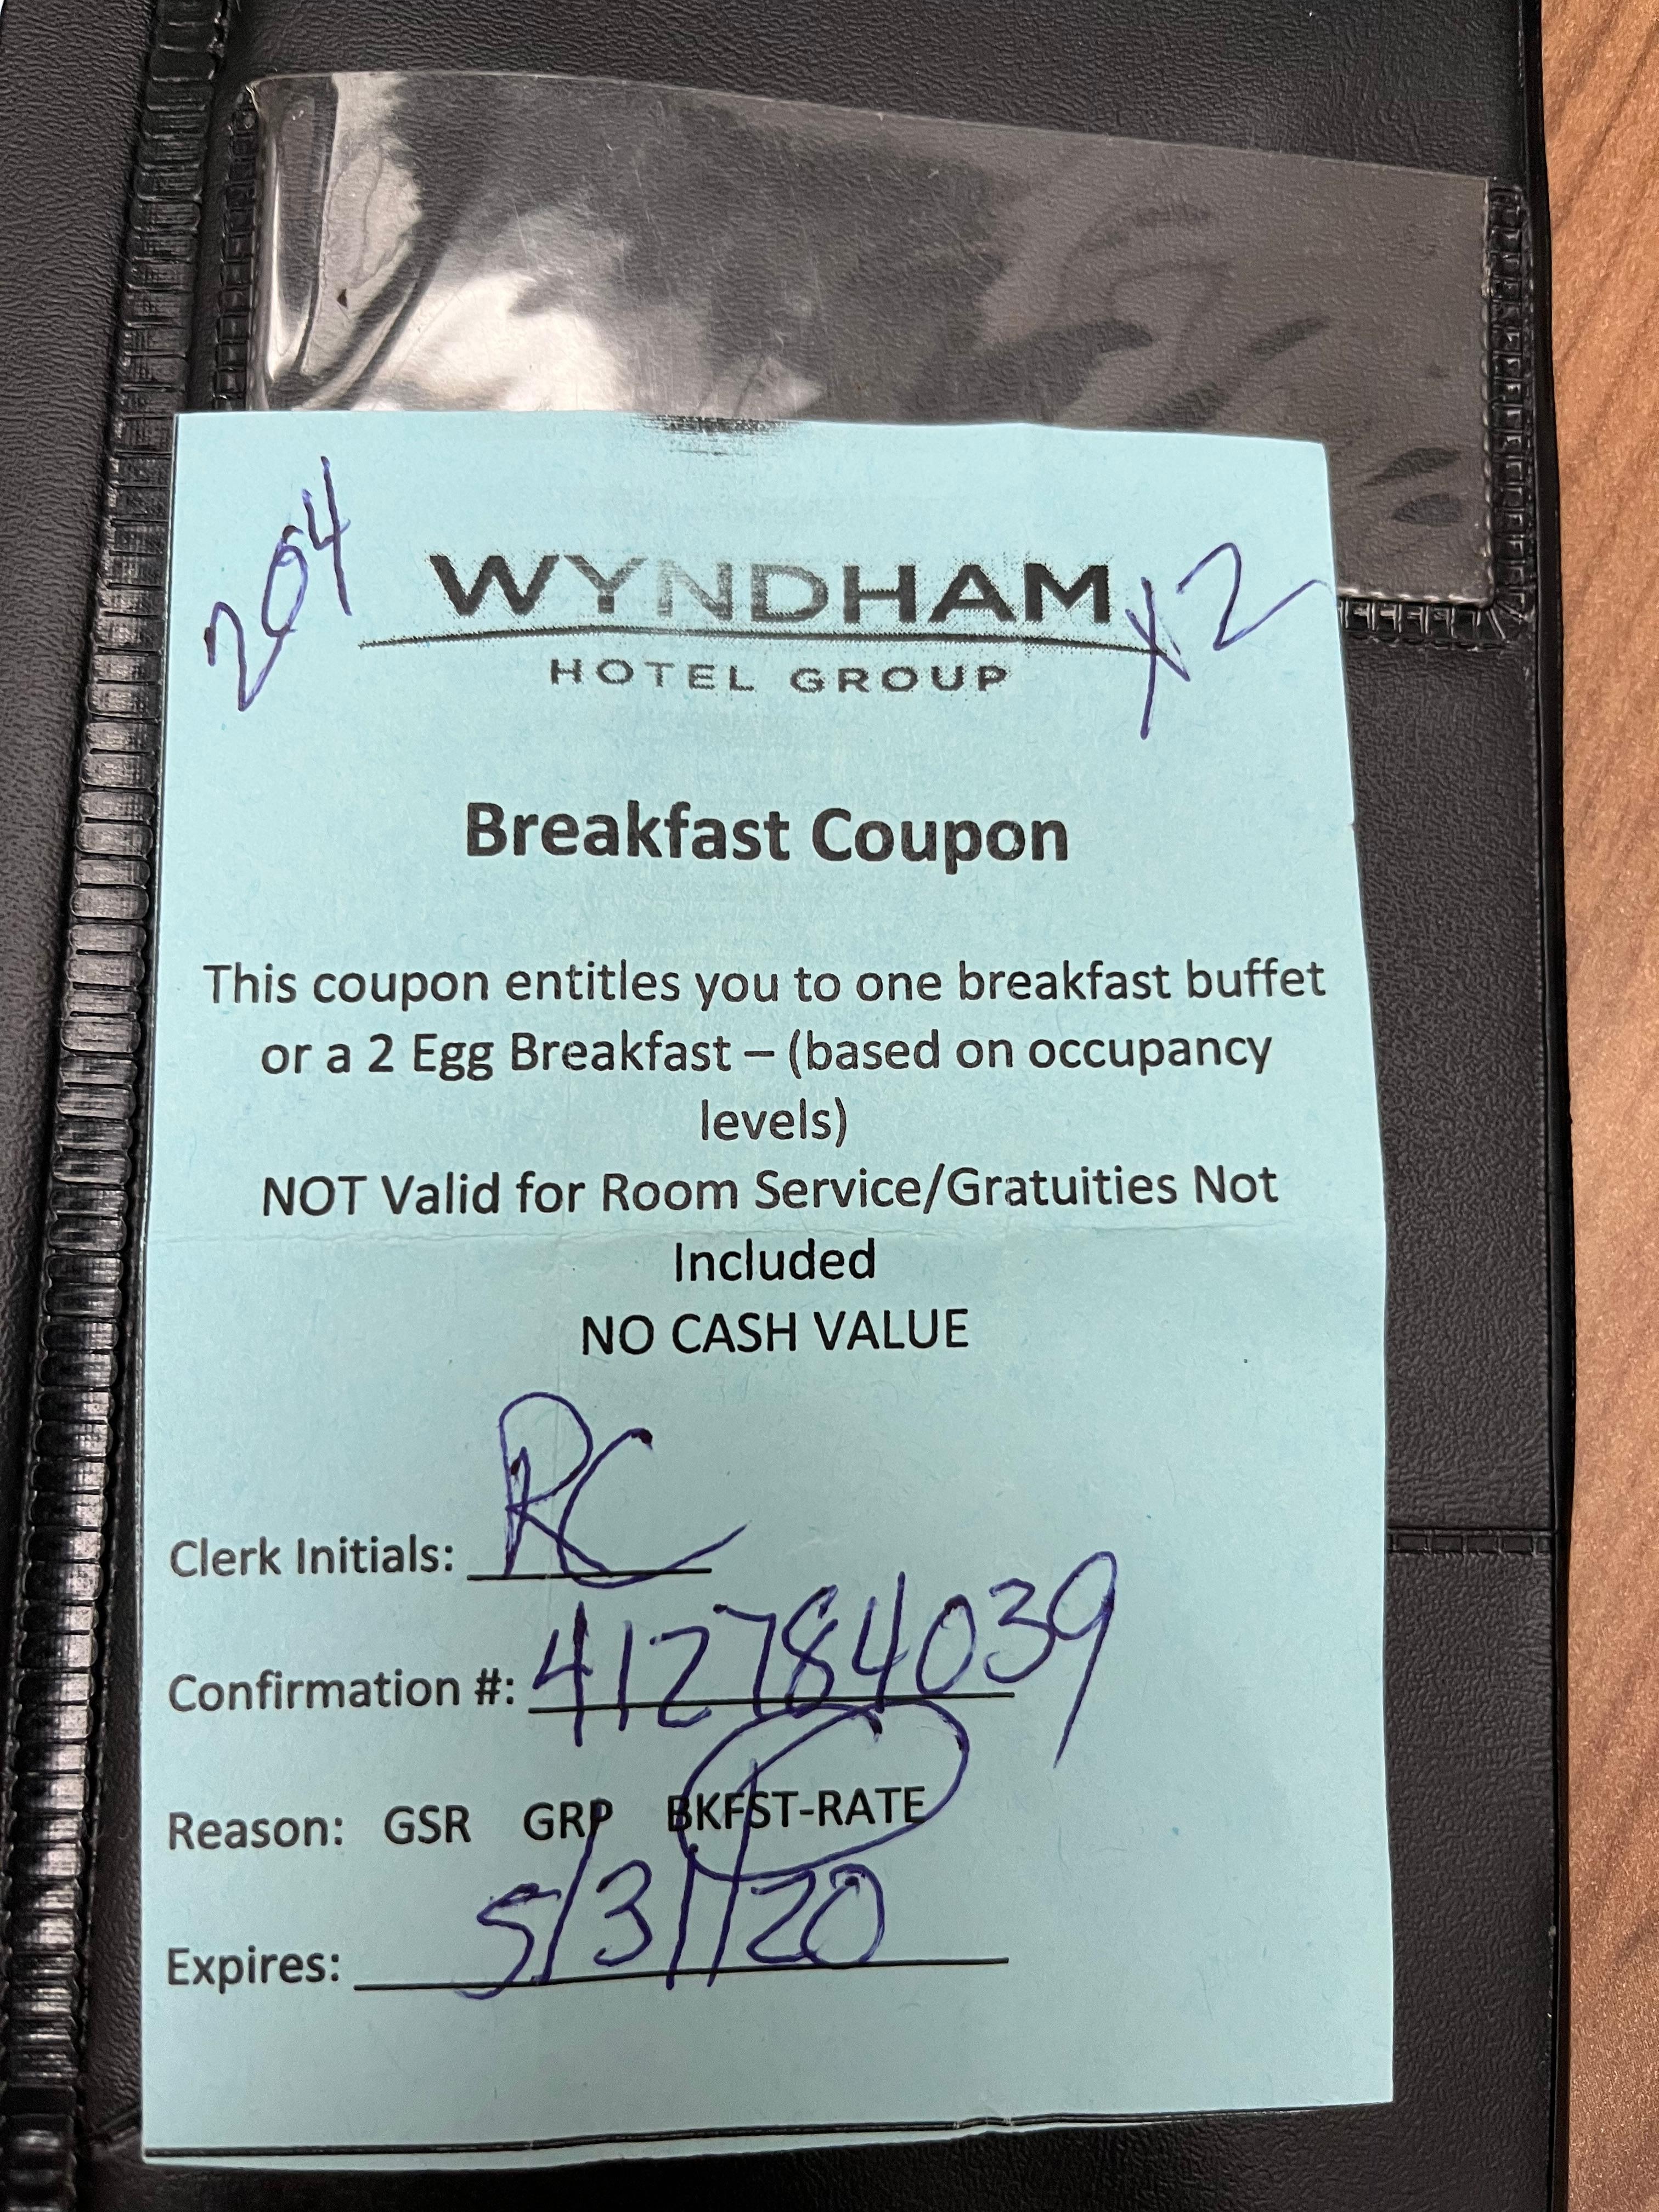 204
WYNDHAM X2
HOTEL GROUP
Breakfast Coupon
This coupon entitles you to one breakfast buffet
or a 2 Egg Breakfast – (based on occupancy
levels)
NOT Valid for Room Service/Gratuities Not
Included
NO CASH VALUE
Clerk Initials: RC
Confirmation #: 412784039
Reason: GSR GRP BKFST-RATE
Expires: 5/31/20